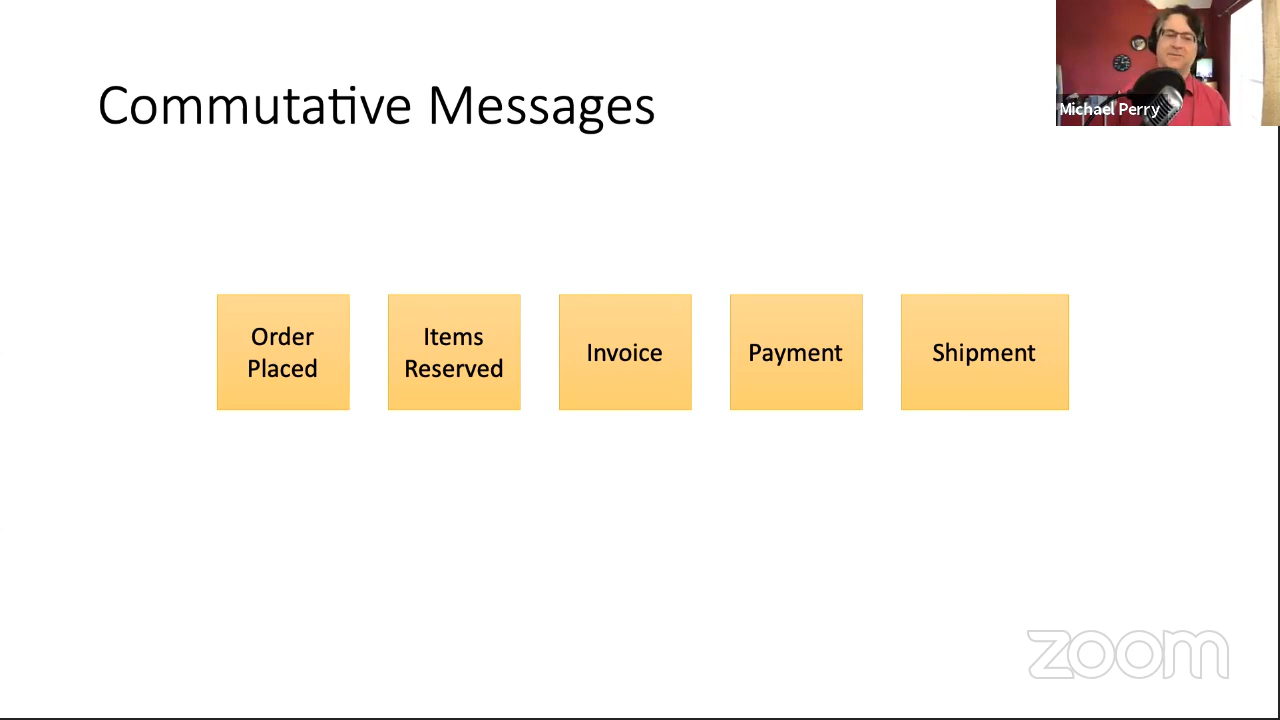 Commutative Messages
Michael Perry
Order
Placed
Items
Reserved
Invoice
Payment
Shipment
zoom